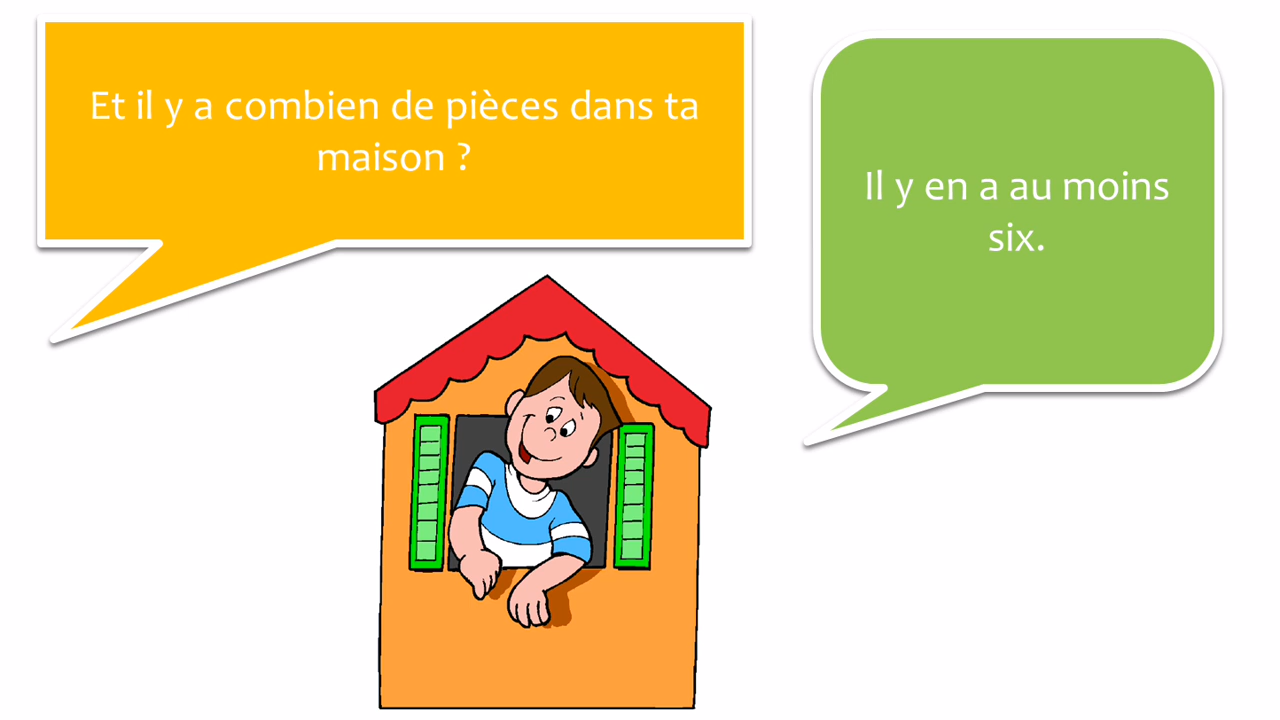 Et il y a combien de pièces dans ta
maison ?
Il y en a au moins
six.